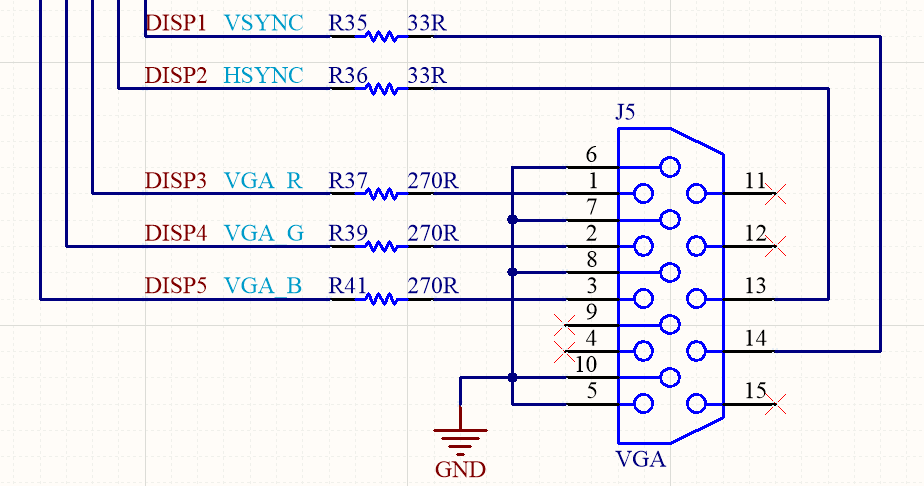 DISP1 VSYNC R35 33R
DISP2 HSYNC R36 33R
J5
6
DISP3 VGA_R R37 270R 1 11
7
DISP4 VGA_G R39 270R 2 12
8
DISP5 VGA_B R41 270R 3 13
9
4 14
10
5 15
GND VGA